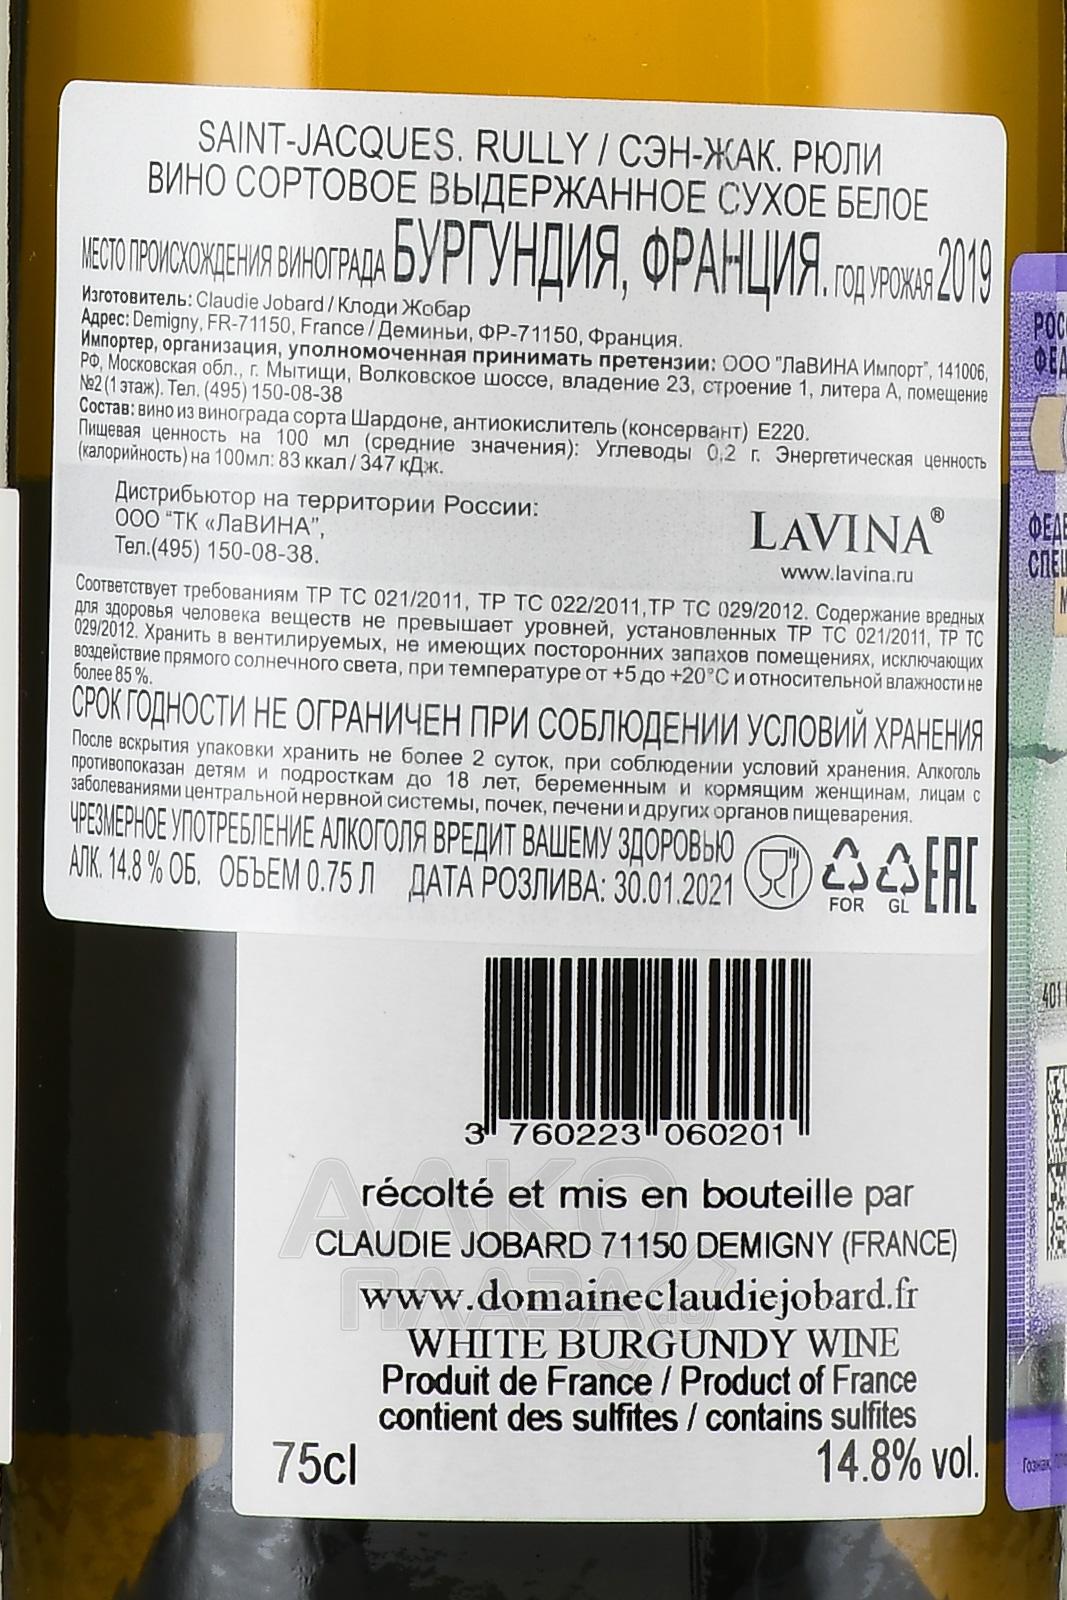 SAINT-JACQUES. RULLY / СЭН-ЖАК. РЮЛИ
ВИНО СОРТОВОЕ ВЫДЕРЖАННОЕ СУХОЕ БЕЛОЕ
МЕСТО ПРОИСХОЖДЕНИЯ ВИНОГРАДА БУРГУНДИЯ, ФРАНЦИЯ. ГОД УРОЖАЯ 2019
Изготовитель: Claudie Jobard / Клоди Жобар
Адрес: Demigny, FR-71150, France / Деминьи, ФР-71150, Франция.
Импортер, организация, уполномоченная принимать претензии: ООО "ЛаВИНА Импорт", 141006,
РФ, Московская обл., г. Мытищи, Волковское шоссе, владение 23, строение 1, литера А, помещение
№2 (1 этаж). Тел. (495) 150-08-38
Состав: вино из винограда сорта Шардоне, антиокислитель (консервант) Е220.
Пищевая ценность на 100 мл (средние значения): Углеводы 0,2 г. Энергетическая ценность
(калорийность) на 100мл: 83 ккал / 347 кДж.
Дистрибьютор на территории России:
ООО "ТК «ЛаВИНА",
Тел.(495) 150-08-38.
LAVINA®
www.lavina.ru
Соответствует требованиям ТР ТС 021/2011, ТР ТС 022/2011,ТР ТС 029/2012. Содержание вредных
для здоровья человека веществ не превышает уровней, установленных ТР ТС 021/2011, ТР ТС
029/2012. Хранить в вентилируемых, не имеющих посторонних запахов помещениях, исключающих
воздействие прямого солнечного света, при температуре от +5 до +20°С и относительной влажности не
более 85 %.
СРОК ГОДНОСТИ НЕ ОГРАНИЧЕН ПРИ СОБЛЮДЕНИИ УСЛОВИЙ ХРАНЕНИЯ
После вскрытия упаковки хранить не более 2 суток, при соблюдении условий хранения. Алкоголь
противопоказан детям и подросткам до 18 лет, беременным и кормящим женщинам, лицам с
заболеваниями центральной нервной системы, почек, печени и других органов пищеварения.
ЧРЕЗМЕРНОЕ УПОТРЕБЛЕНИЕ АЛКОГОЛЯ ВРЕДИТ ВАШЕМУ ЗДОРОВЬЮ
АЛК. 14.8 % ОБ. ОБЪЕМ 0.75 Л ДАТА РОЗЛИВА: 30.01.2021
FOR GL EAC
3 760223 060201
récolté et mis en bouteille par
CLAUDIE JOBARD 71150 DEMIGNY (FRANCE)
www.domaineclaudiejobard.fr
WHITE BURGUNDY WINE
Produit de France / Product of France
contient des sulfites / contains sulfites
75cl 14.8% vol.
АЛКО
ПЛАЗА
401